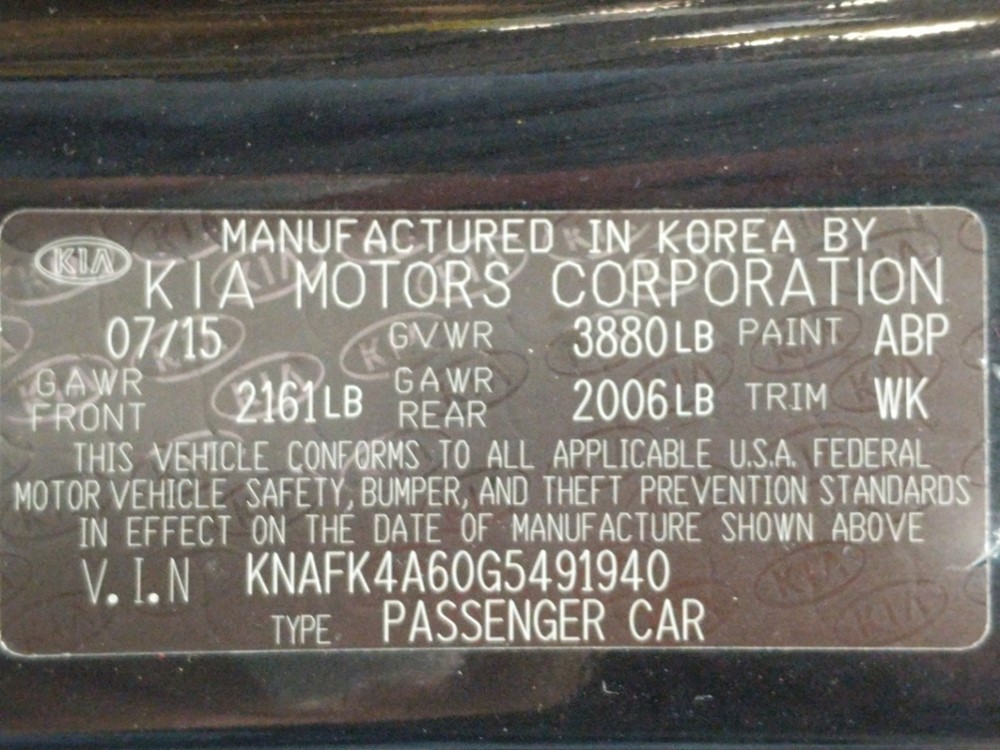 KIA
MANUFACTURED IN KOREA BY
KIA MOTORS CORPORATION
07/15 GVWR 3880LB PAINT ABP
GAWR FRONT 2161LB GAWR REAR 2006LB TRIM WK
THIS VEHICLE CONFORMS TO ALL APPLICABLE U.S.A. FEDERAL
MOTOR VEHICLE SAFETY, BUMPER, AND THEFT PREVENTION STANDARDS
IN EFFECT ON THE DATE OF MANUFACTURE SHOWN ABOVE
V.I.N KNAFK4A60G5491940
TYPE PASSENGER CAR